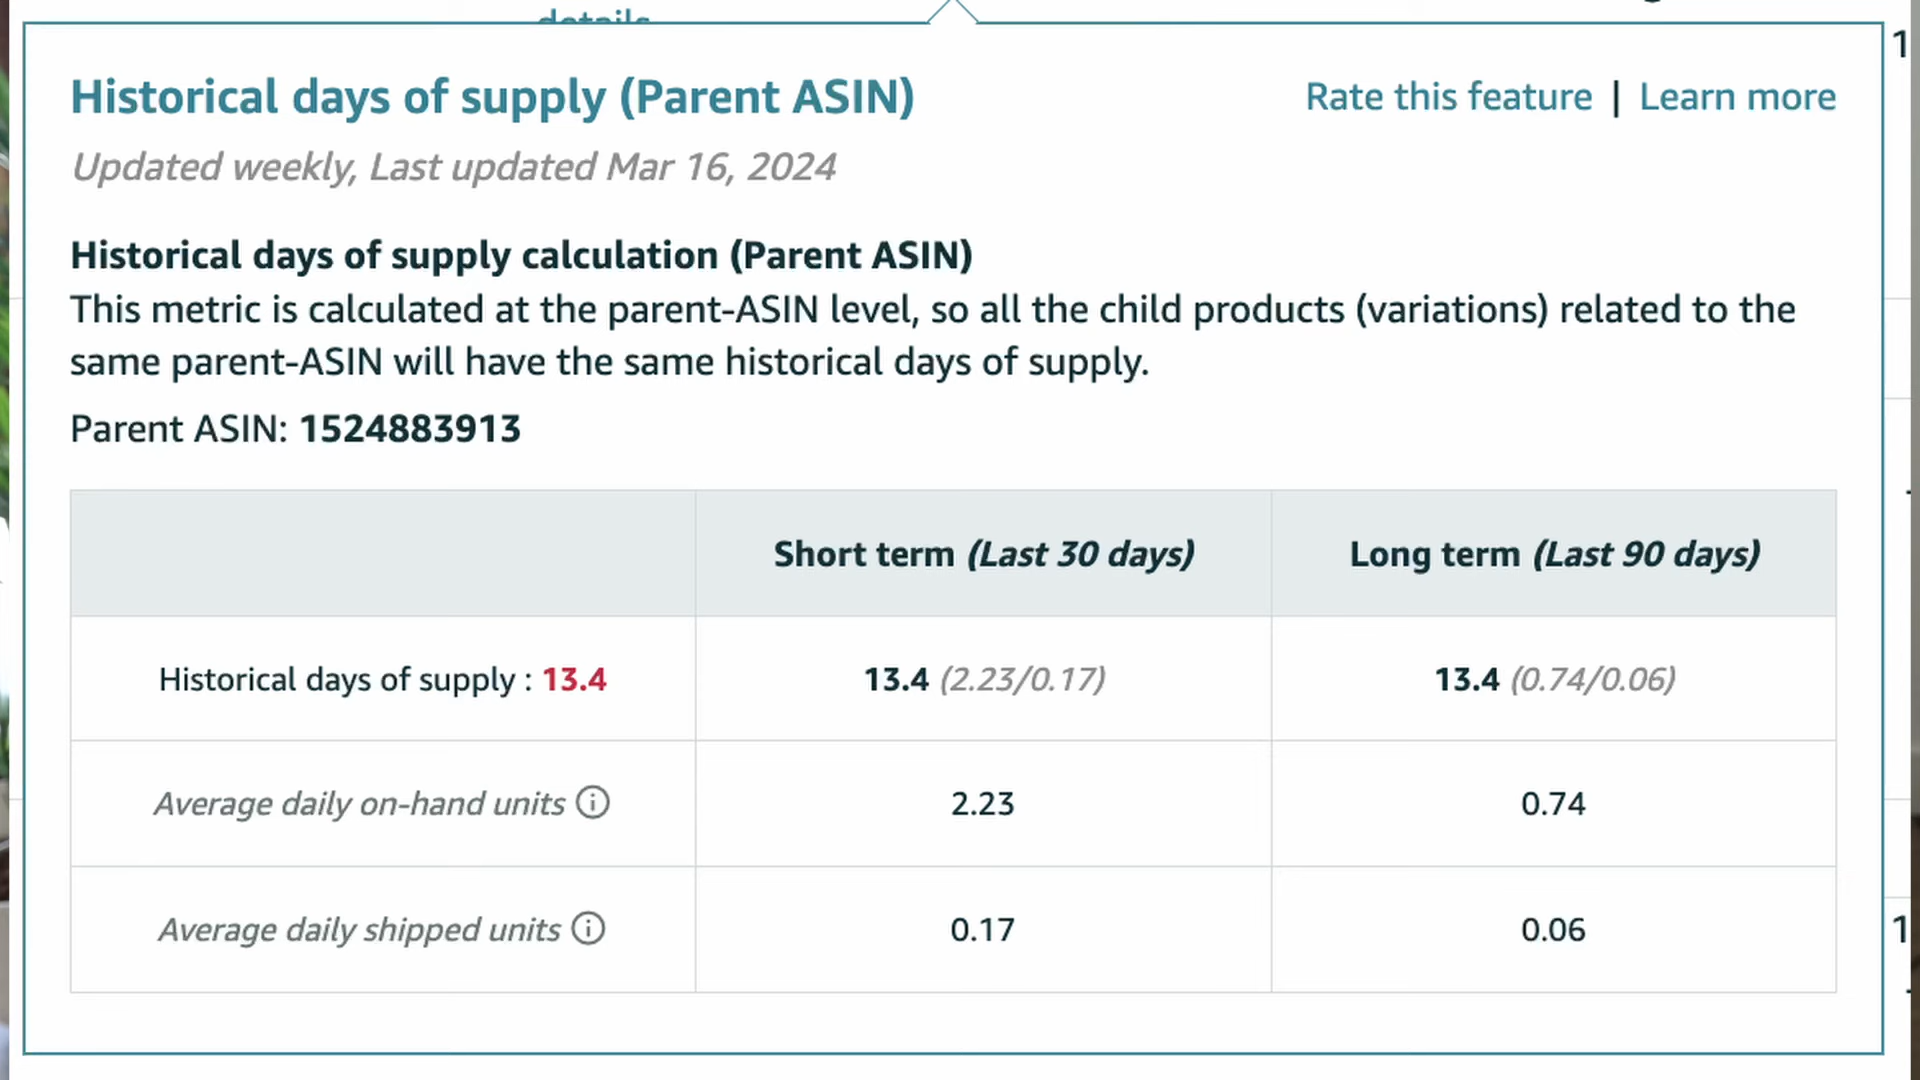 details
Historical days of supply (Parent ASIN)
Rate this feature | Learn more
Updated weekly, Last updated Mar 16, 2024
Historical days of supply calculation (Parent ASIN)
This metric is calculated at the parent-ASIN level, so all the child products (variations) related to the
same parent-ASIN will have the same historical days of supply.
Parent ASIN: 1524883913
Short term (Last 30 days) Long term (Last 90 days)
Historical days of supply : 13.4 13.4 (2.23/0.17) 13.4 (0.74/0.06)
Average daily on-hand units 2.23 0.74
Average daily shipped units 0.17 0.06